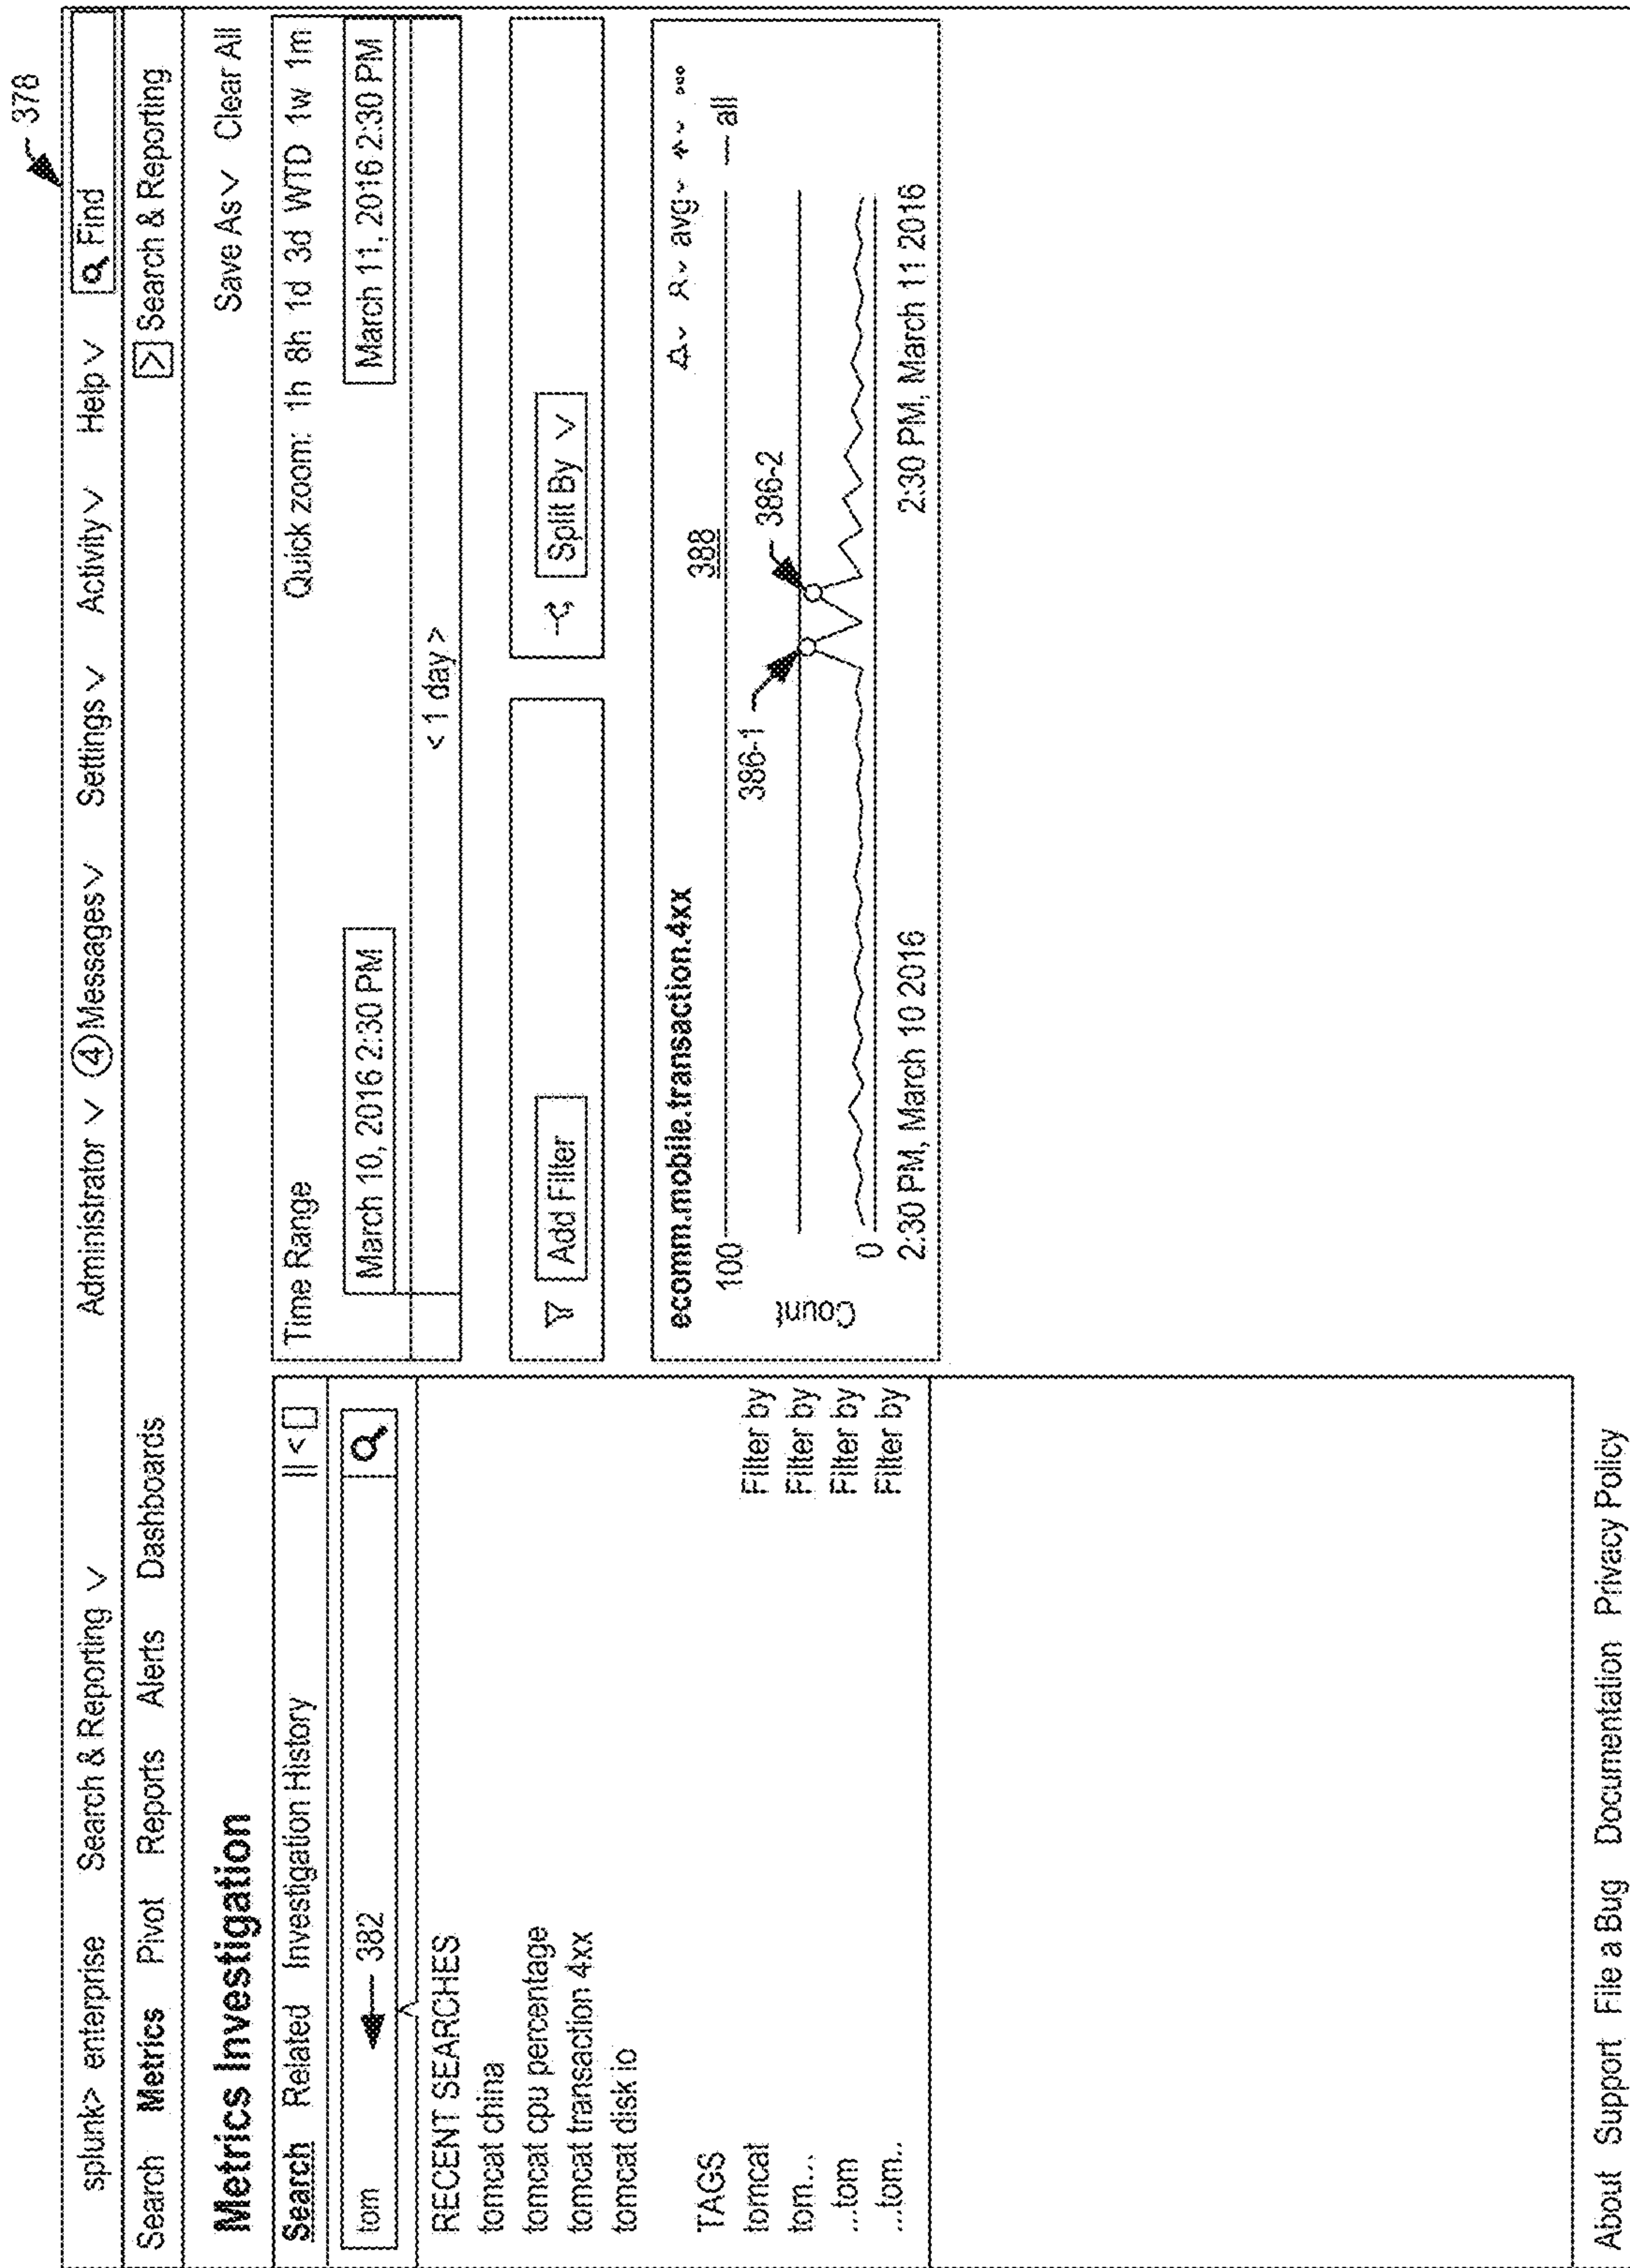 378
splunk> enterprise Search & Reporting ∨ Administrator ∨ 4 Messages ∨ Settings ∨ Activity ∨ Help ∨ Find
Search Metrics Pivot Reports Alerts Dashboards > Search & Reporting
Metrics Investigation Save As ∨ Clear All
Search Related Investigation History || < []
tom 382
RECENT SEARCHES
tomcat china
tomcat cpu percentage
tomcat transaction 4xx
tomcat disk io
TAGS
tomcat Filter by
tom... Filter by
...tom Filter by
...tom.. Filter by
Time Range Quick zoom: 1h 8h 1d 3d WTD 1w 1m
March 10, 2016 2:30 PM March 11, 2016 2:30 PM
< 1 day >
Add Filter Split By ∨
ecomm.mobile.transaction.4xx avg ∨ ...
388
all
100
Count
386-1 386-2
0
2:30 PM, March 10 2016 2:30 PM, March 11 2016
About Support File a Bug Documentation Privacy Policy